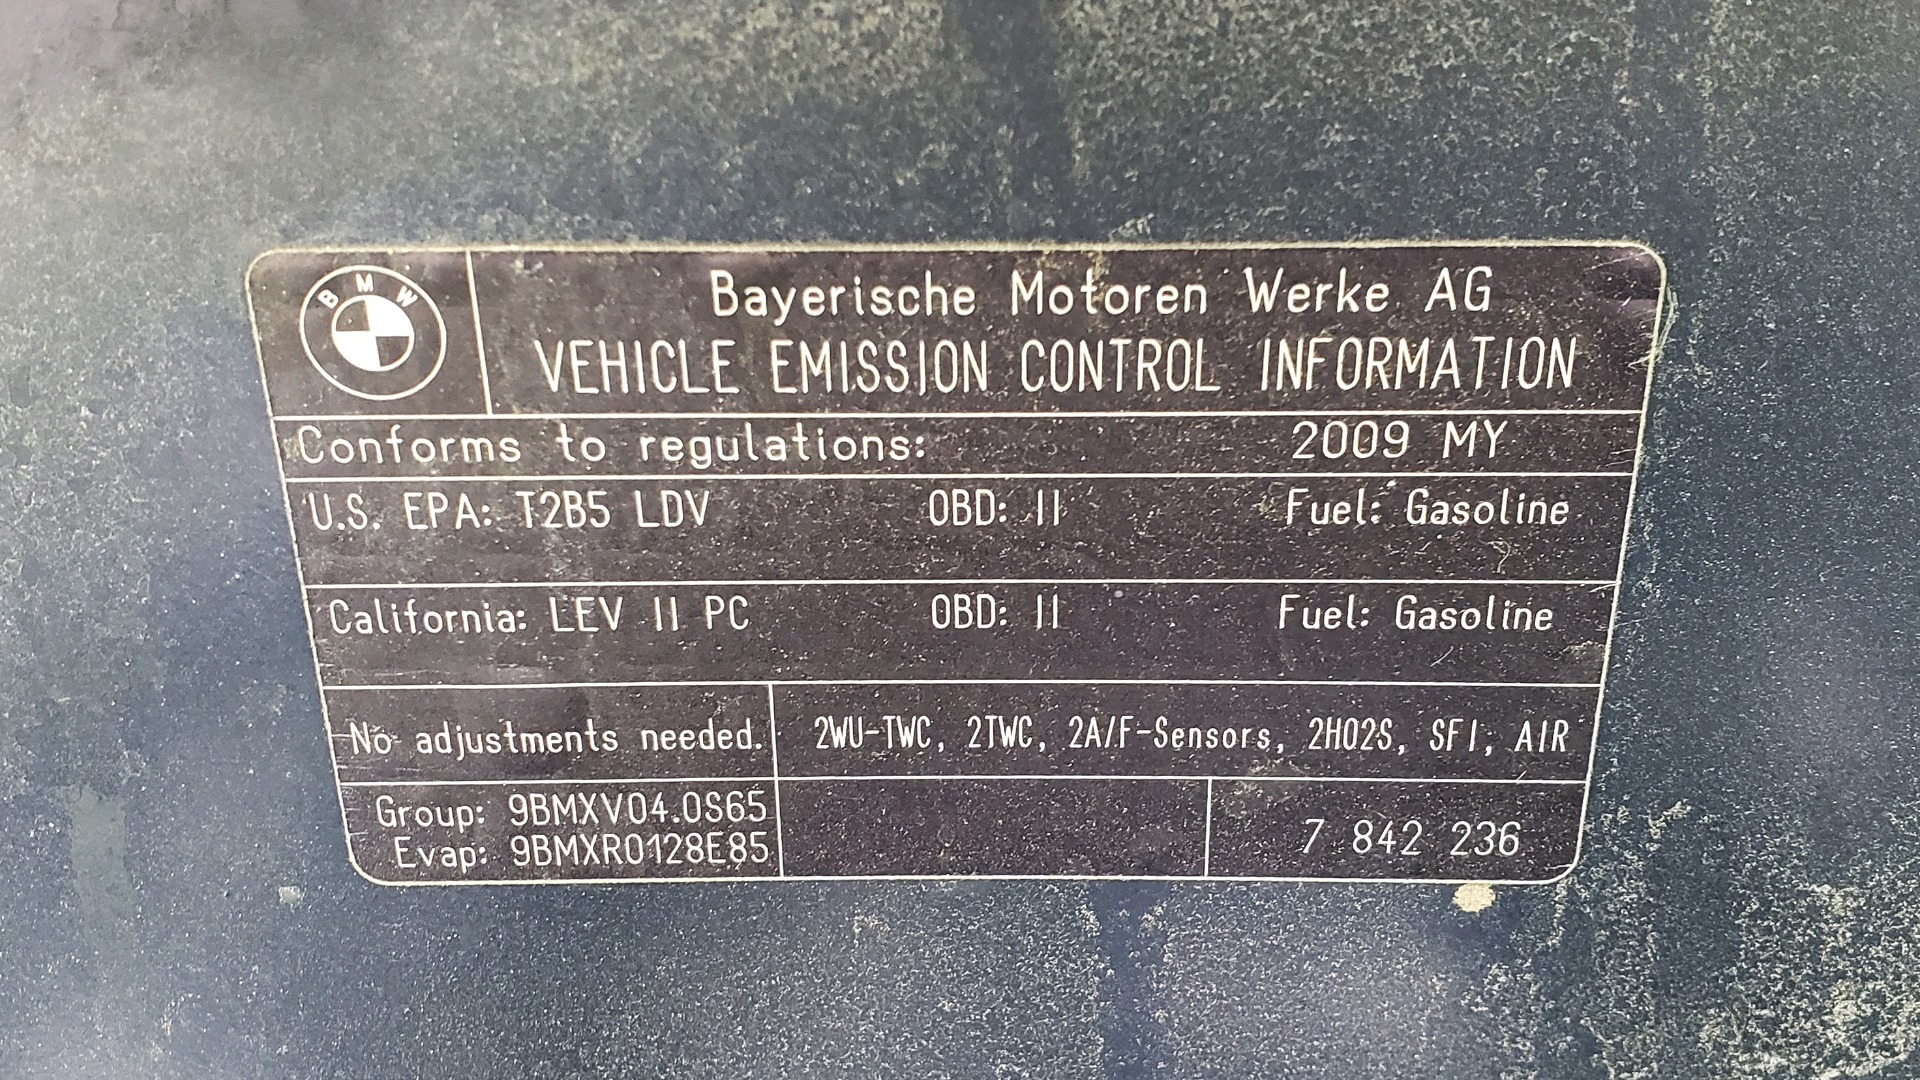 BMW
Bayerische Motoren Werke AG
VEHICLE EMISSION CONTROL INFORMATION
Conforms to regulations: 2009 MY
U.S. EPA: T2B5 LDV OBD: II Fuel: Gasoline
California: LEV II PC OBD: II Fuel: Gasoline
No adjustments needed. 2WU-TWC, 2TWC, 2A/F-Sensors, 2HO2S, SFI, AIR
Group: 9BMXV04.0S65
Evap: 9BMXR0128E85
7 842 236